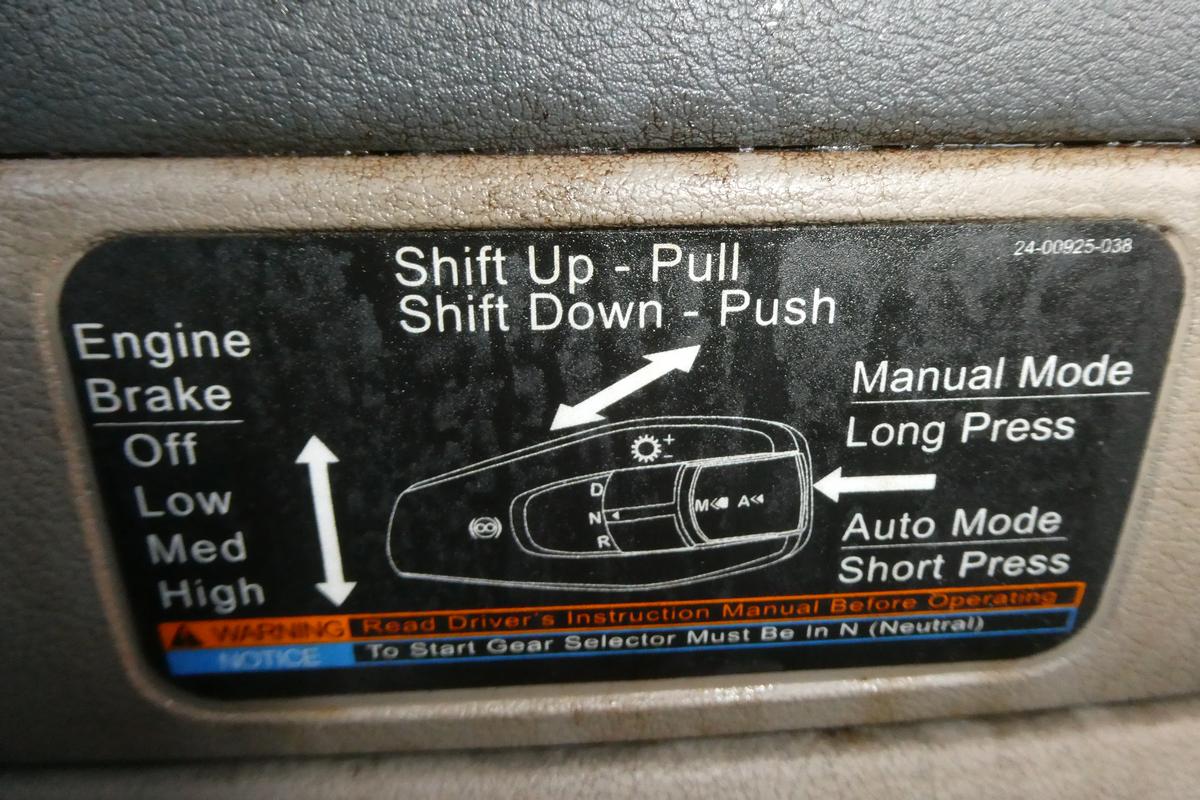 24-00925-038
Shift Up - Pull
Shift Down - Push
Engine
Brake
Off
Low
Med
High
Manual Mode
Long Press
Auto Mode
Short Press
+
-
D
N
R
M A
WARNING Read Driver's Instruction Manual Before Operating
NOTICE To Start Gear Selector Must Be In N (Neutral)